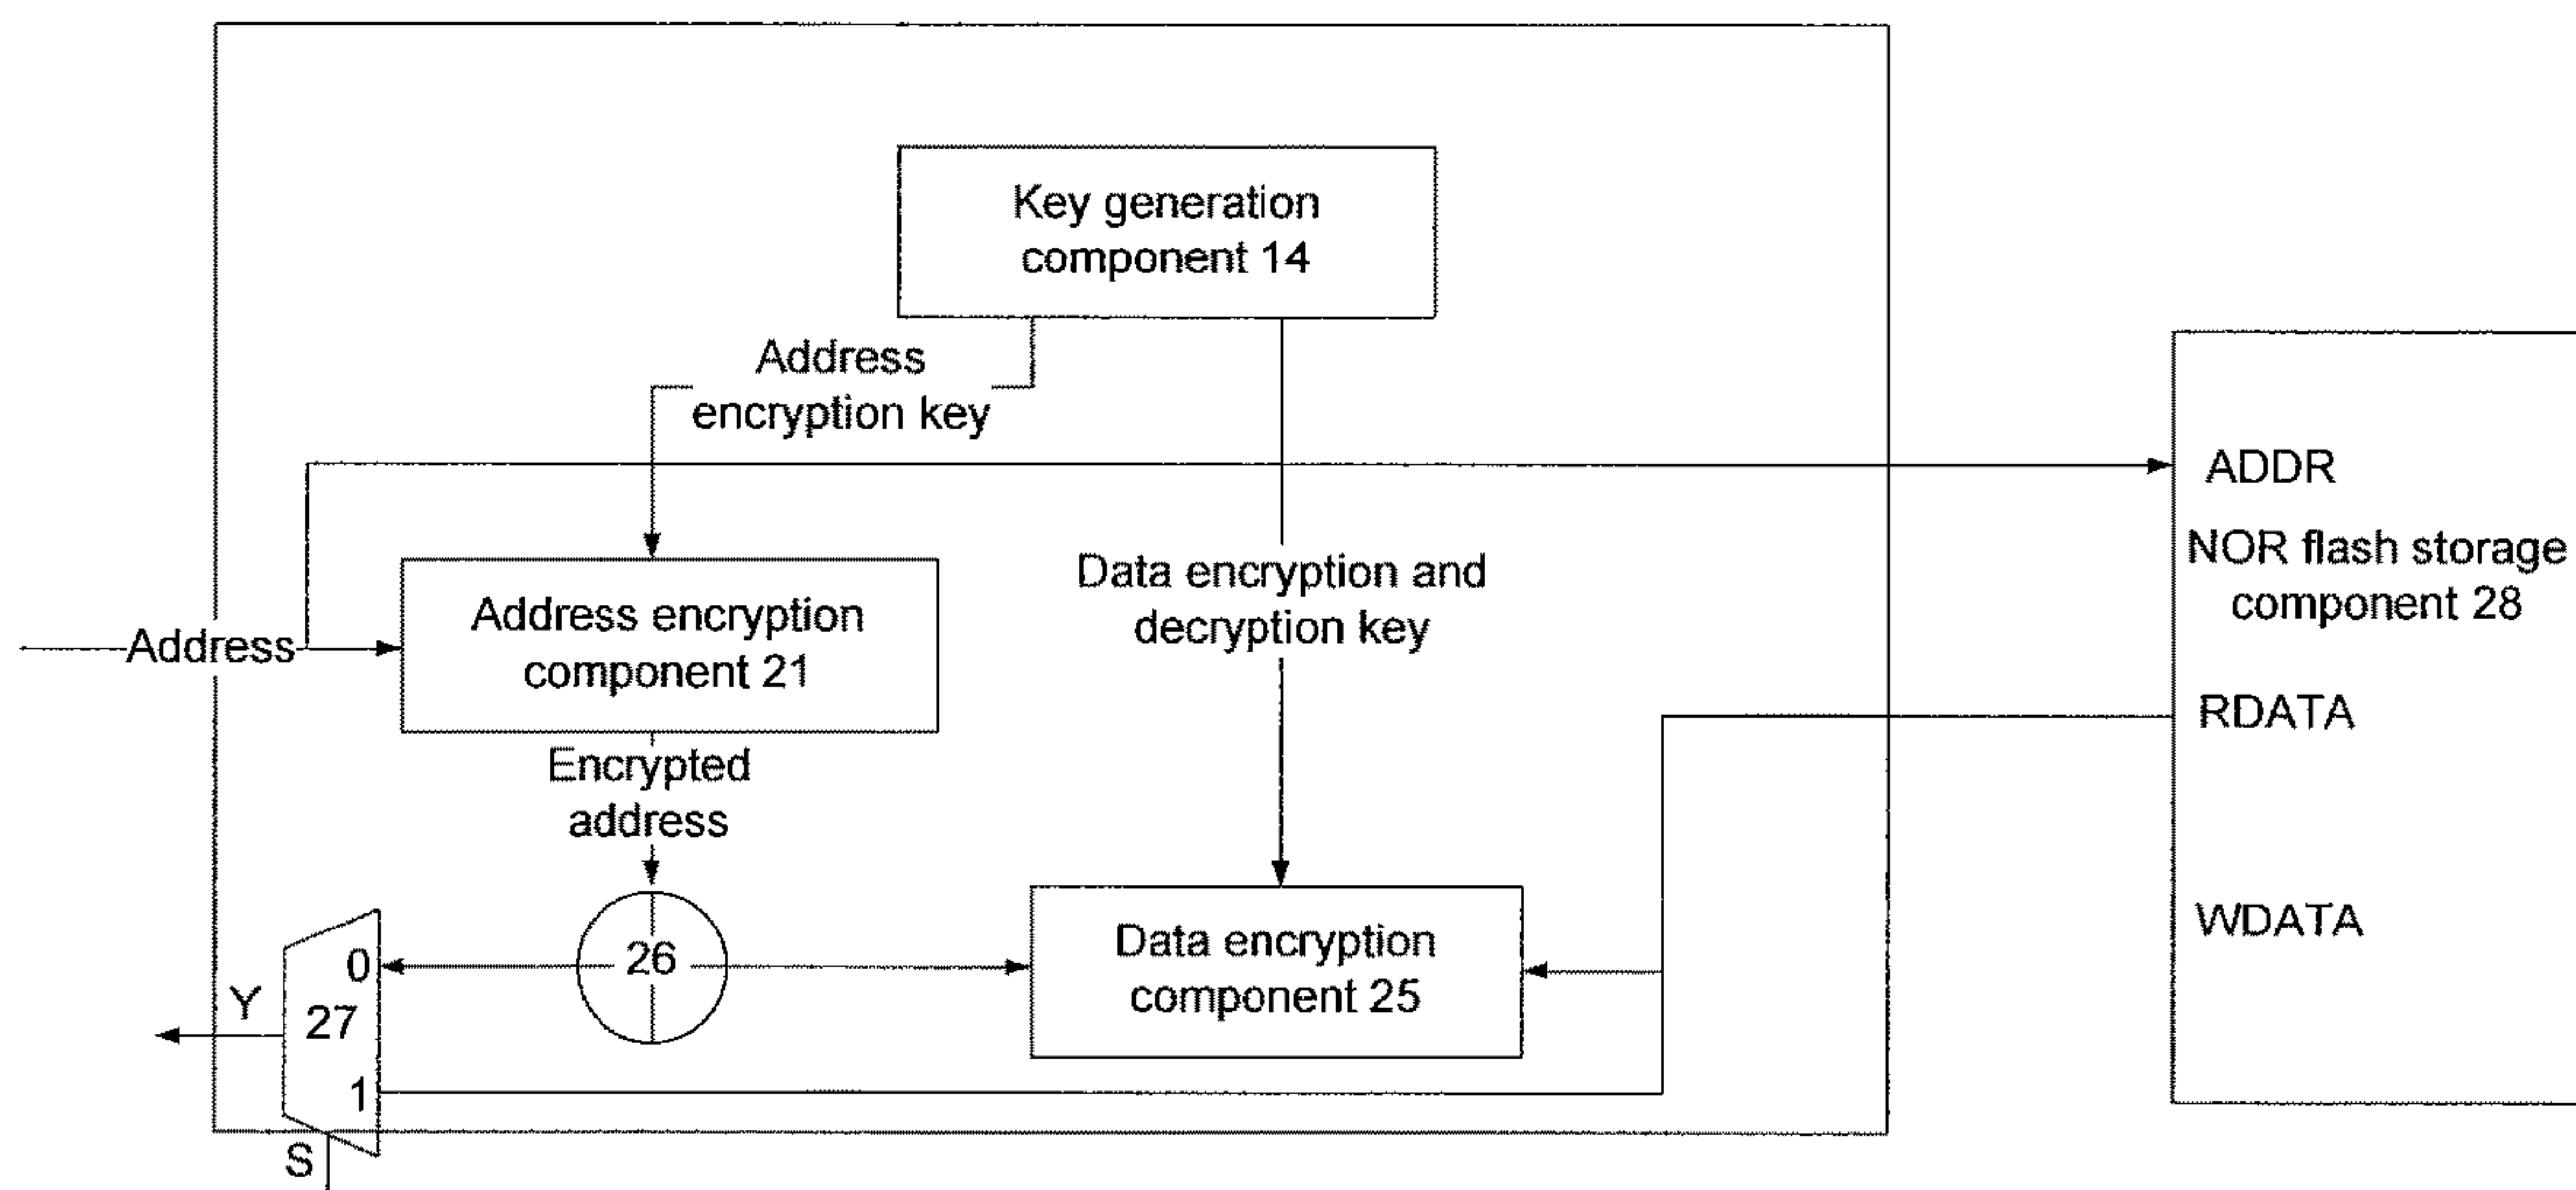 Key generation
component 14
Address
encryption key
ADDR
NOR flash storage
component 28
Data encryption and
decryption key
Address encryption
component 21
Address
RDATA
Encrypted
address
WDATA
Data encryption
component 25
26
0
Y
27
1
S